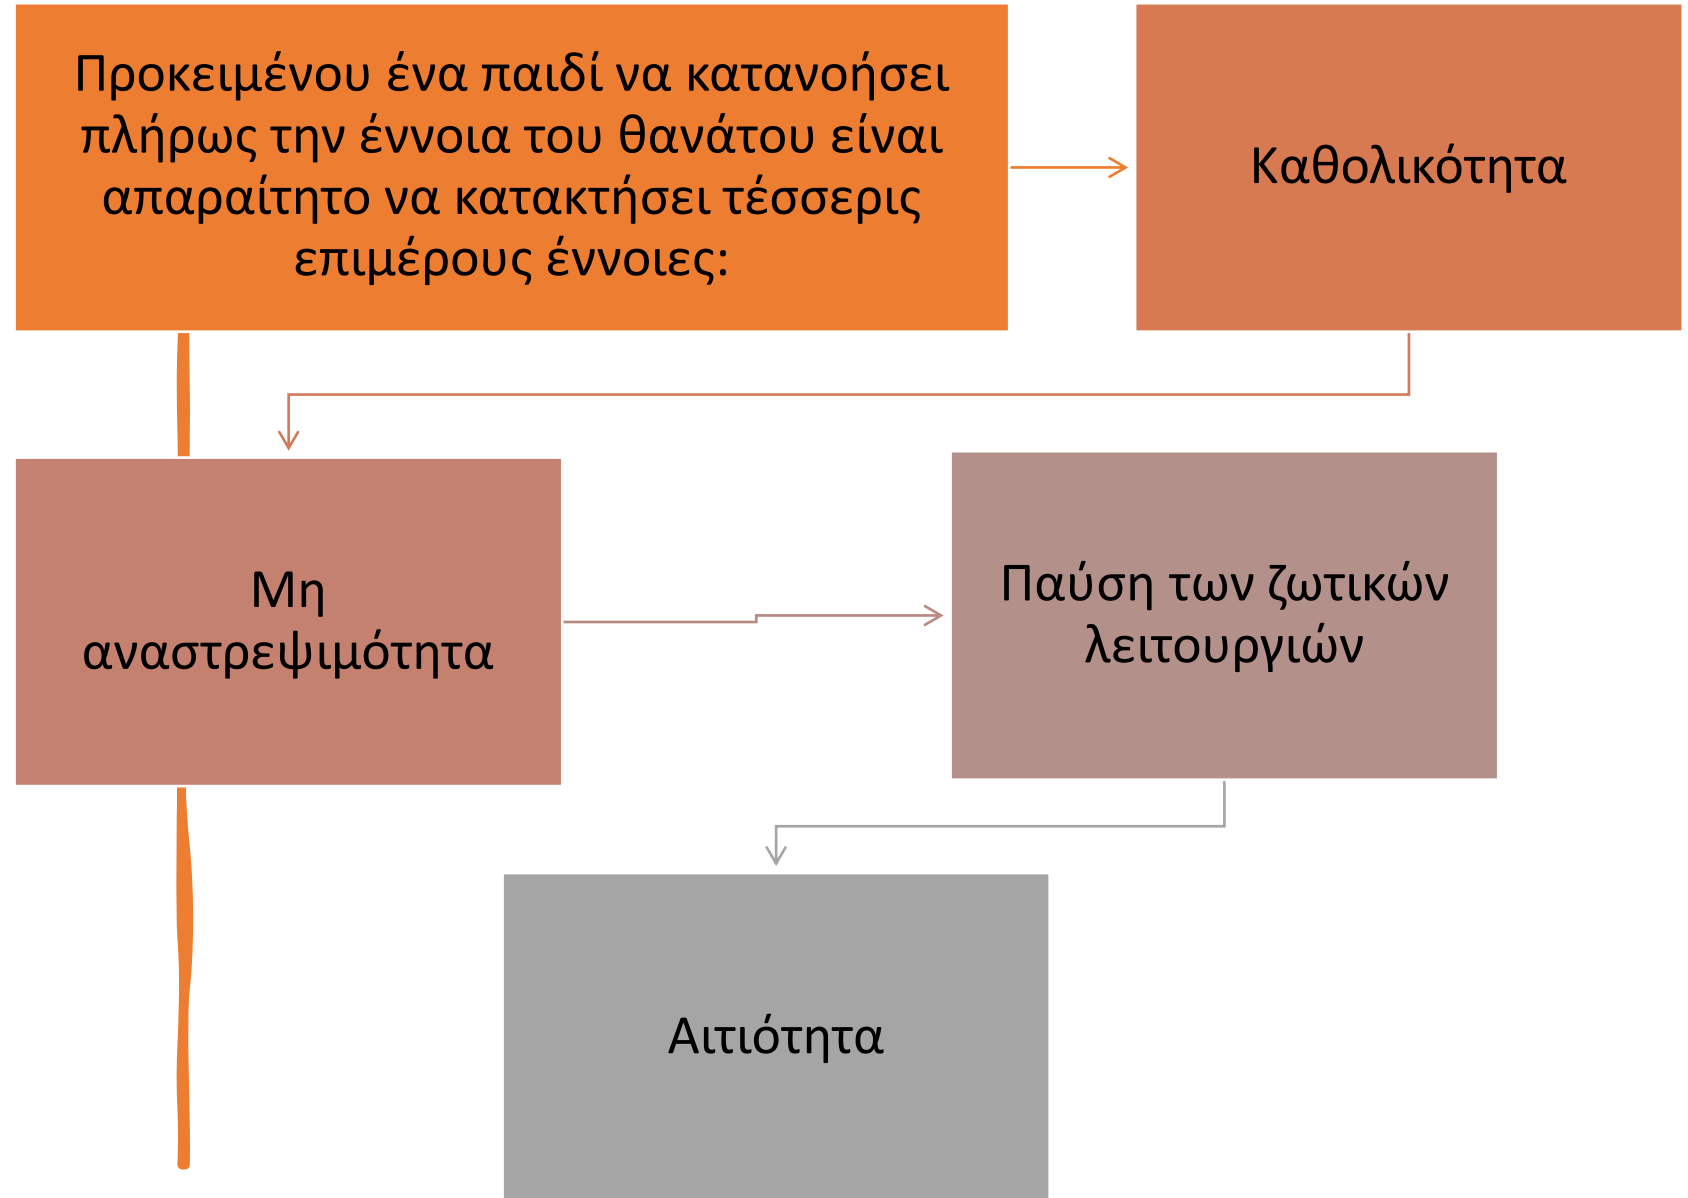 Προκειμένου ένα παιδί να κατανοήσει
πλήρως την έννοια του θανάτου είναι
απαραίτητο να κατακτήσει τέσσερις
επιμέρους έννοιες:
Καθολικότητα
Μη
αναστρεψιμότητα
Παύση των ζωτικών
λειτουργιών
Αιτιότητα